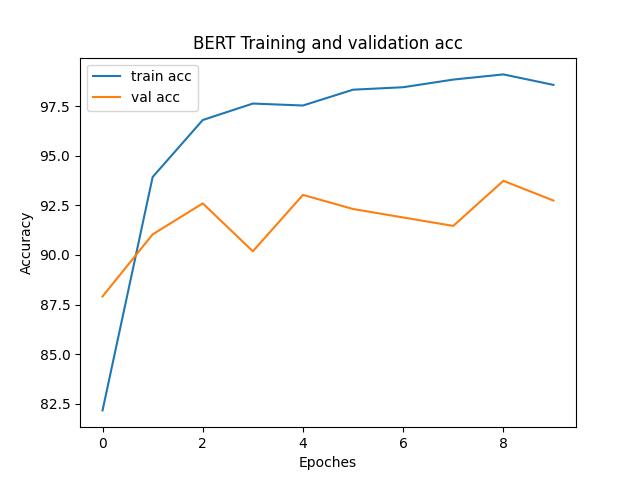 BERT Training and validation acc
train acc
val acc
97.5
95.0
92.5
90.0
87.5
85.0
82.5
Accuracy
0 2 4 6 8
Epoches